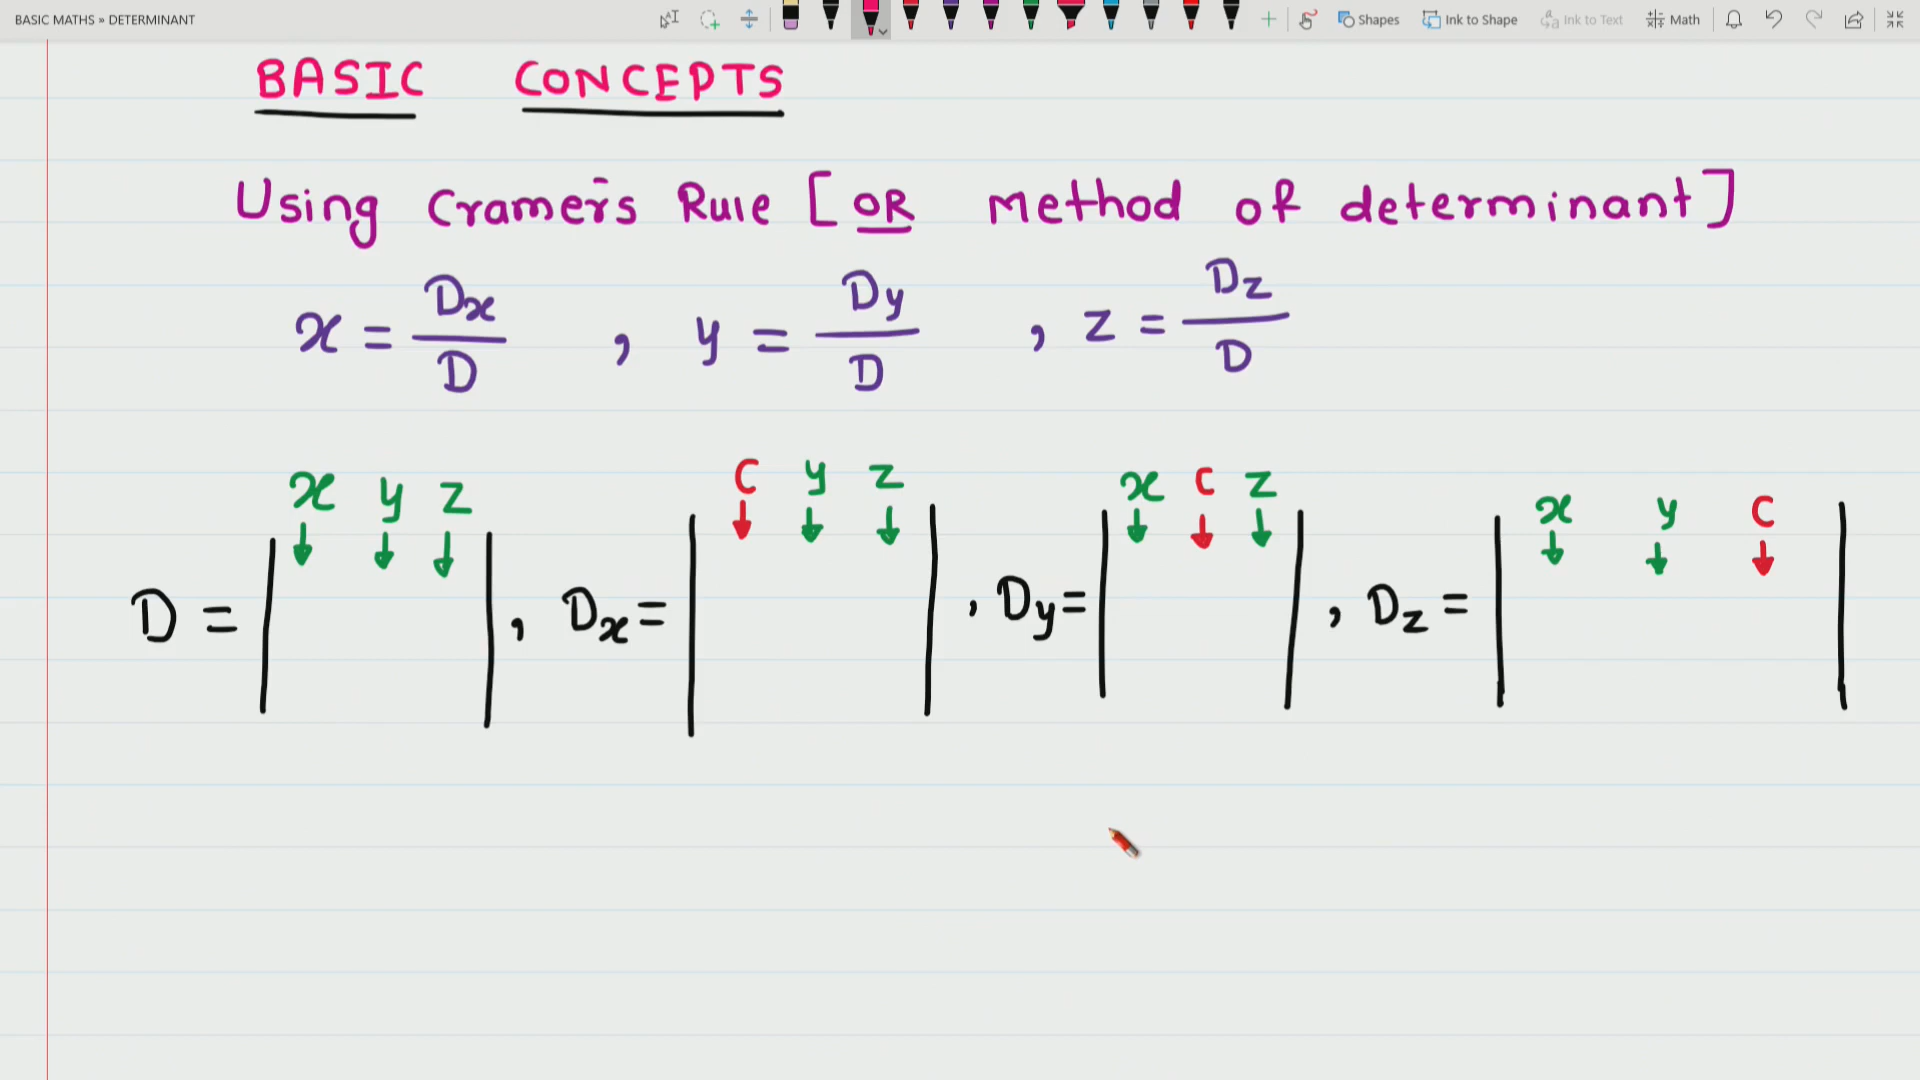 BASIC MATHS » DETERMINANT
Shapes Ink to Shape Ink to Text Math
BASIC CONCEPTS
Using Cramer's Rule [OR method of determinant]
x = Dx/D , y = Dy/D , z = Dz/D
x y z C y z x C z x y C
D = | | , Dx = | | , Dy = | | , Dz = | |